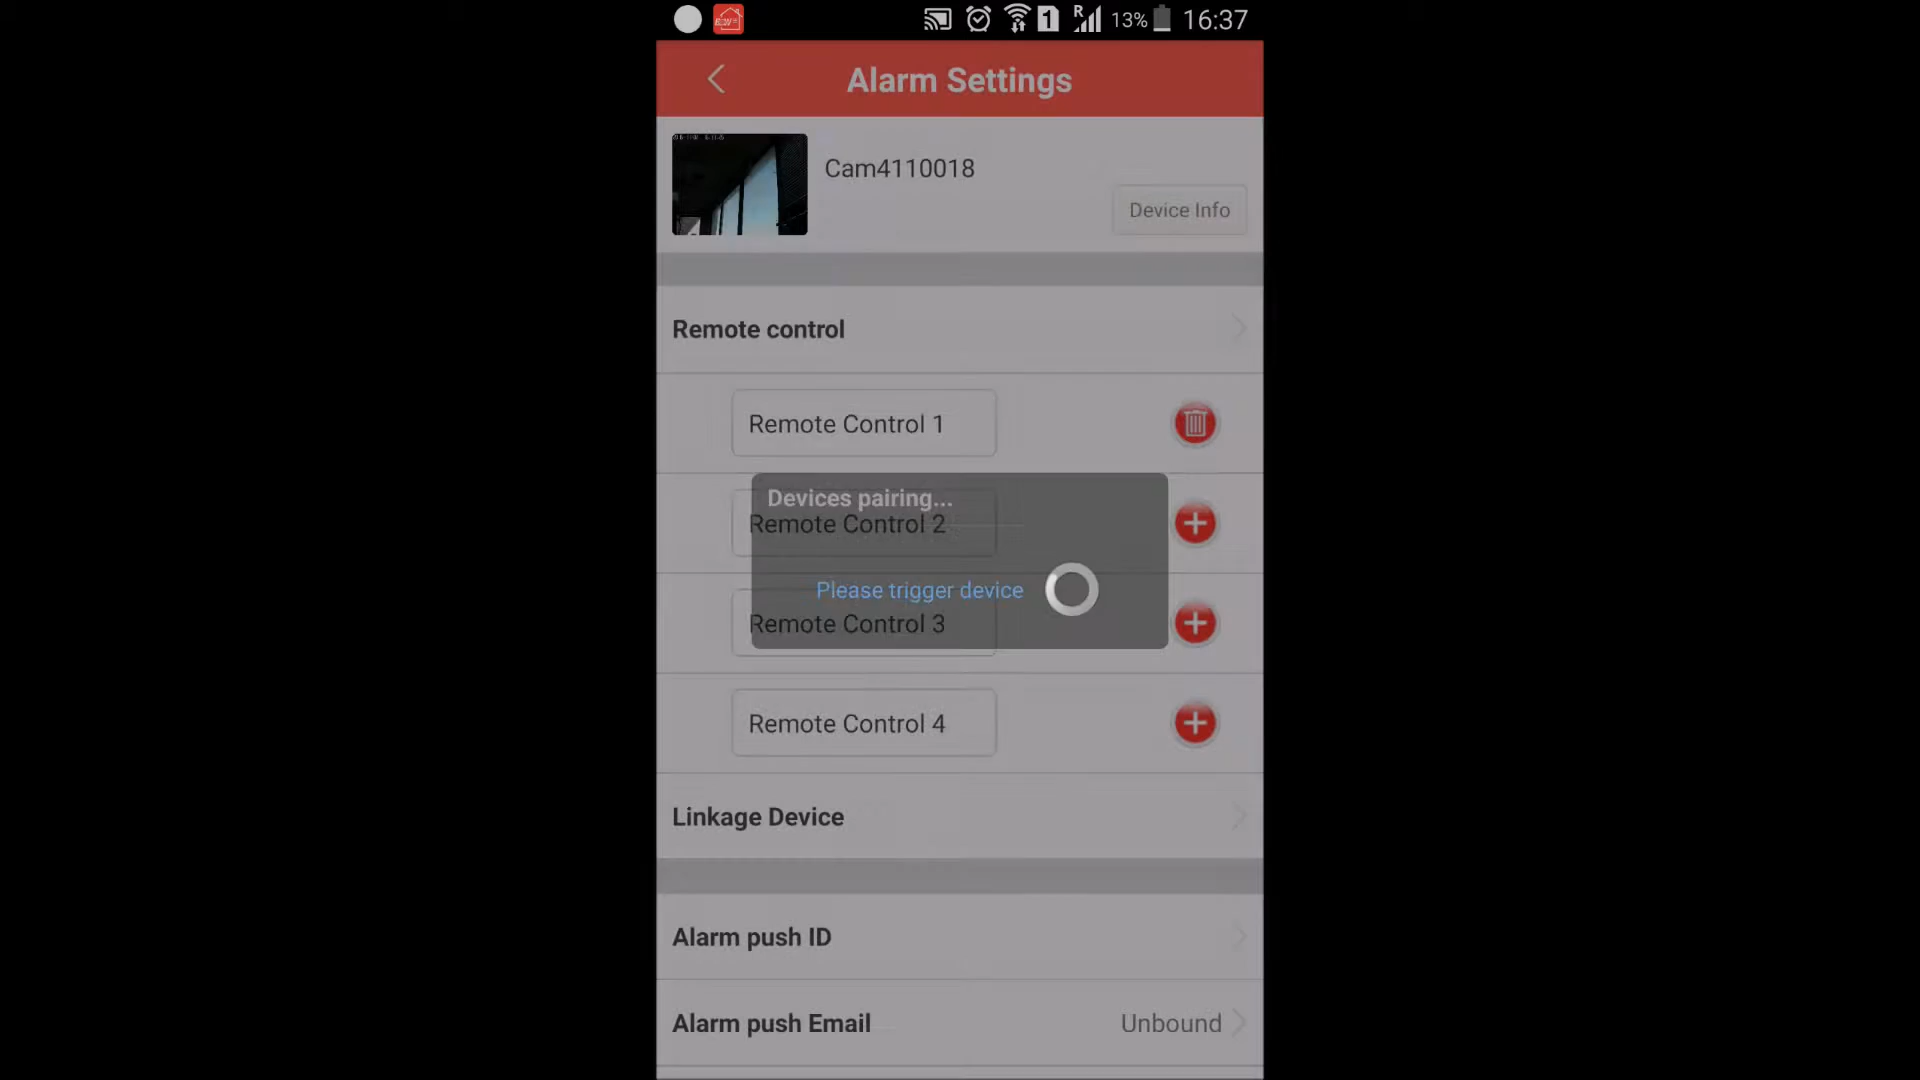 R 1 13% 16:37
Alarm Settings
Cam4110018
Device Info
Remote control
Remote Control 1
Devices pairing...
Remote Control 2
Please trigger device
Remote Control 3
Remote Control 4
Linkage Device
Alarm push ID
Alarm push Email Unbound